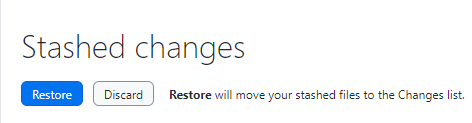 Stashed changes
Restore Discard Restore will move your stashed files to the Changes list.